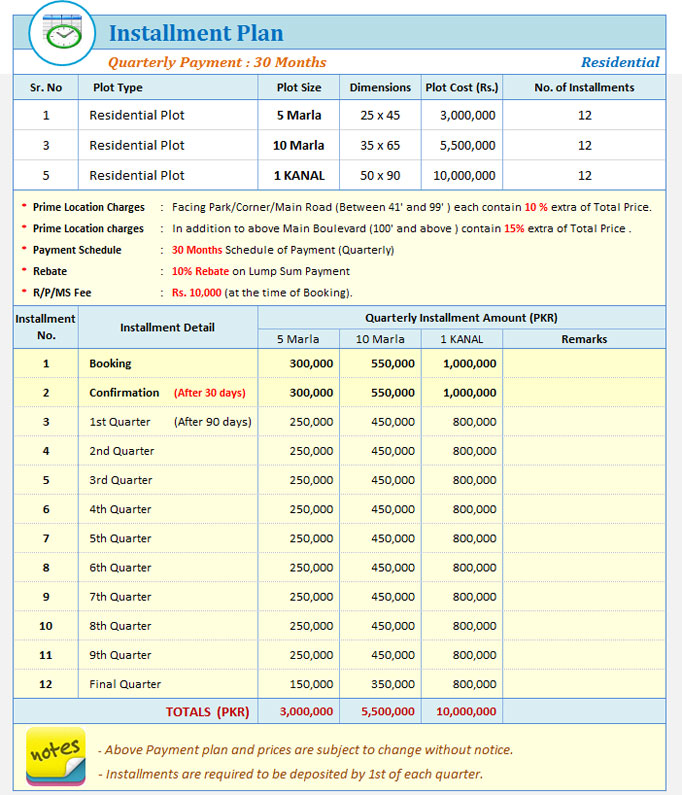 Installment Plan
Quarterly Payment : 30 Months Residential
Sr. No Plot Type Plot Size Dimensions Plot Cost (Rs.) No. of Installments
1 Residential Plot 5 Marla 25 x 45 3,000,000 12
3 Residential Plot 10 Marla 35 x 65 5,500,000 12
5 Residential Plot 1 KANAL 50 x 90 10,000,000 12
* Prime Location Charges : Facing Park/Corner/Main Road (Between 41' and 99' ) each contain 10 % extra of Total Price.
* Prime Location charges : In addition to above Main Boulevard (100' and above ) contain 15% extra of Total Price .
* Payment Schedule : 30 Months Schedule of Payment (Quarterly)
* Rebate : 10% Rebate on Lump Sum Payment
* R/P/MS Fee : Rs. 10,000 (at the time of Booking).
Installment No. Installment Detail Quarterly Installment Amount (PKR)
5 Marla 10 Marla 1 KANAL Remarks
1 Booking 300,000 550,000 1,000,000
2 Confirmation (After 30 days) 300,000 550,000 1,000,000
3 1st Quarter (After 90 days) 250,000 450,000 800,000
4 2nd Quarter 250,000 450,000 800,000
5 3rd Quarter 250,000 450,000 800,000
6 4th Quarter 250,000 450,000 800,000
7 5th Quarter 250,000 450,000 800,000
8 6th Quarter 250,000 450,000 800,000
9 7th Quarter 250,000 450,000 800,000
10 8th Quarter 250,000 450,000 800,000
11 9th Quarter 250,000 450,000 800,000
12 Final Quarter 150,000 350,000 800,000
TOTALS (PKR) 3,000,000 5,500,000 10,000,000
notes
- Above Payment plan and prices are subject to change without notice.
- Installments are required to be deposited by 1st of each quarter.